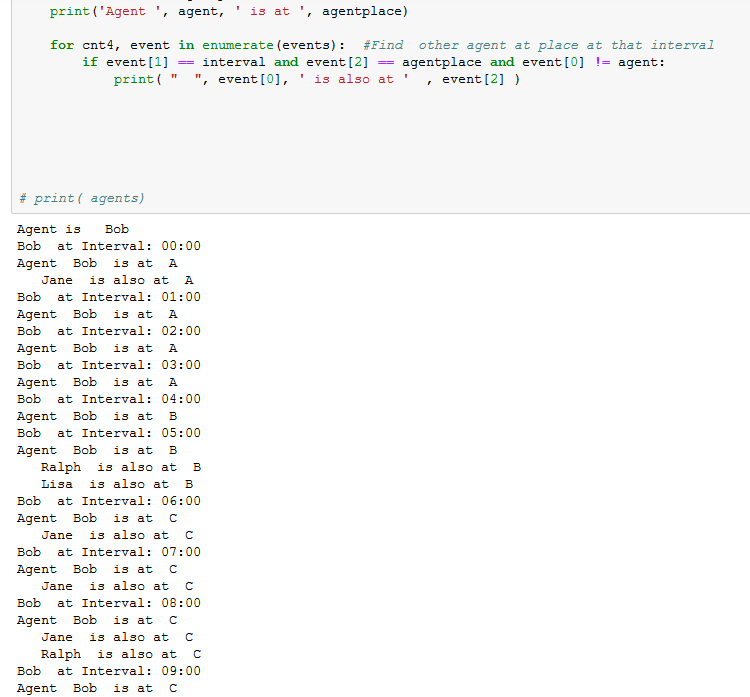 print('Agent ', agent, ' is at ', agentplace)
for cnt4, event in enumerate(events):  #Find  other agent at place at that interval
if event[1] == interval and event[2] == agentplace and event[0] != agent:
print( "  ", event[0], ' is also at '  , event[2] )
# print( agents)
Agent is   Bob
Bob  at Interval: 00:00
Agent  Bob  is at  A
Jane  is also at  A
Bob  at Interval: 01:00
Agent  Bob  is at  A
Bob  at Interval: 02:00
Agent  Bob  is at  A
Bob  at Interval: 03:00
Agent  Bob  is at  A
Bob  at Interval: 04:00
Agent  Bob  is at  B
Bob  at Interval: 05:00
Agent  Bob  is at  B
Ralph  is also at  B
Lisa  is also at  B
Bob  at Interval: 06:00
Agent  Bob  is at  C
Jane  is also at  C
Bob  at Interval: 07:00
Agent  Bob  is at  C
Jane  is also at  C
Bob  at Interval: 08:00
Agent  Bob  is at  C
Jane  is also at  C
Ralph  is also at  C
Bob  at Interval: 09:00
Agent  Bob  is at  C